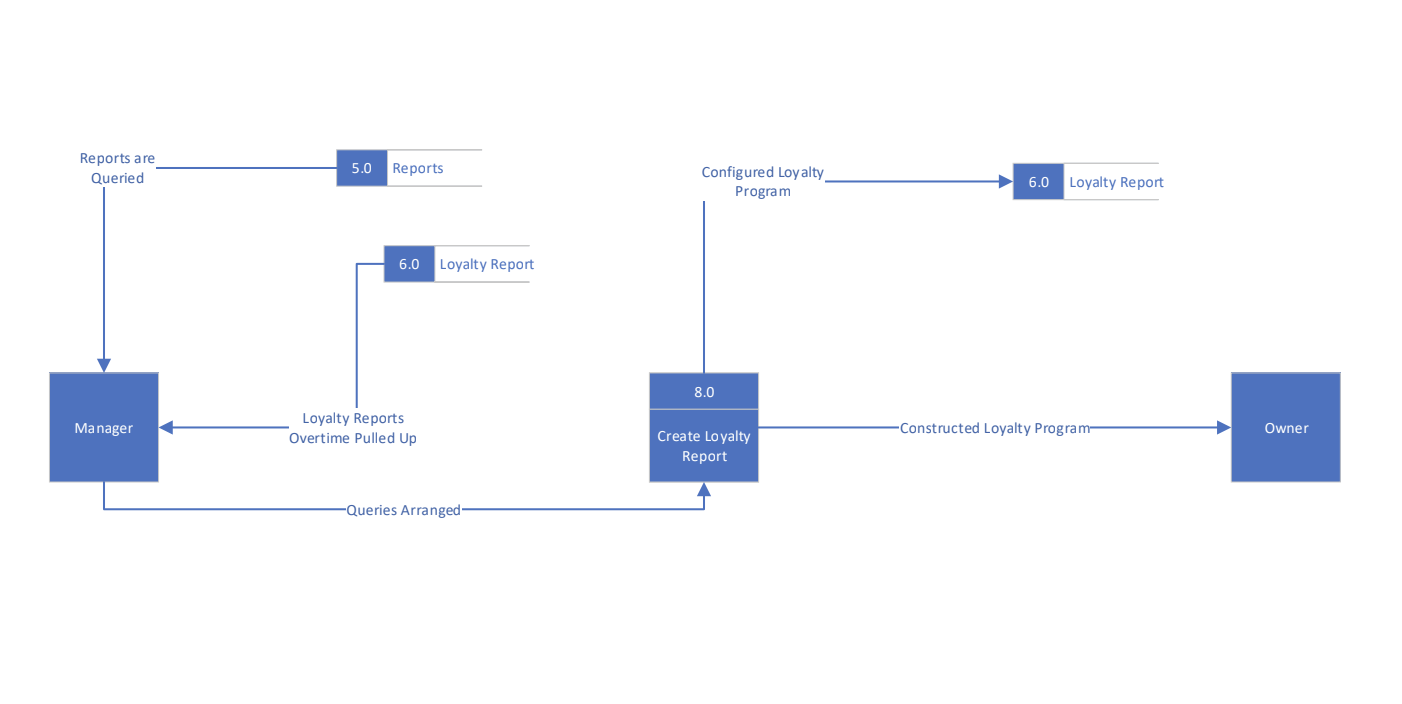 Reports are
Queried
5.0 Reports
Configured Loyalty
Program
6.0 Loyalty Report
6.0 Loyalty Report
Manager
Loyalty Reports
Overtime Pulled Up
8.0
Create Loyalty
Report
Constructed Loyalty Program
Owner
Queries Arranged